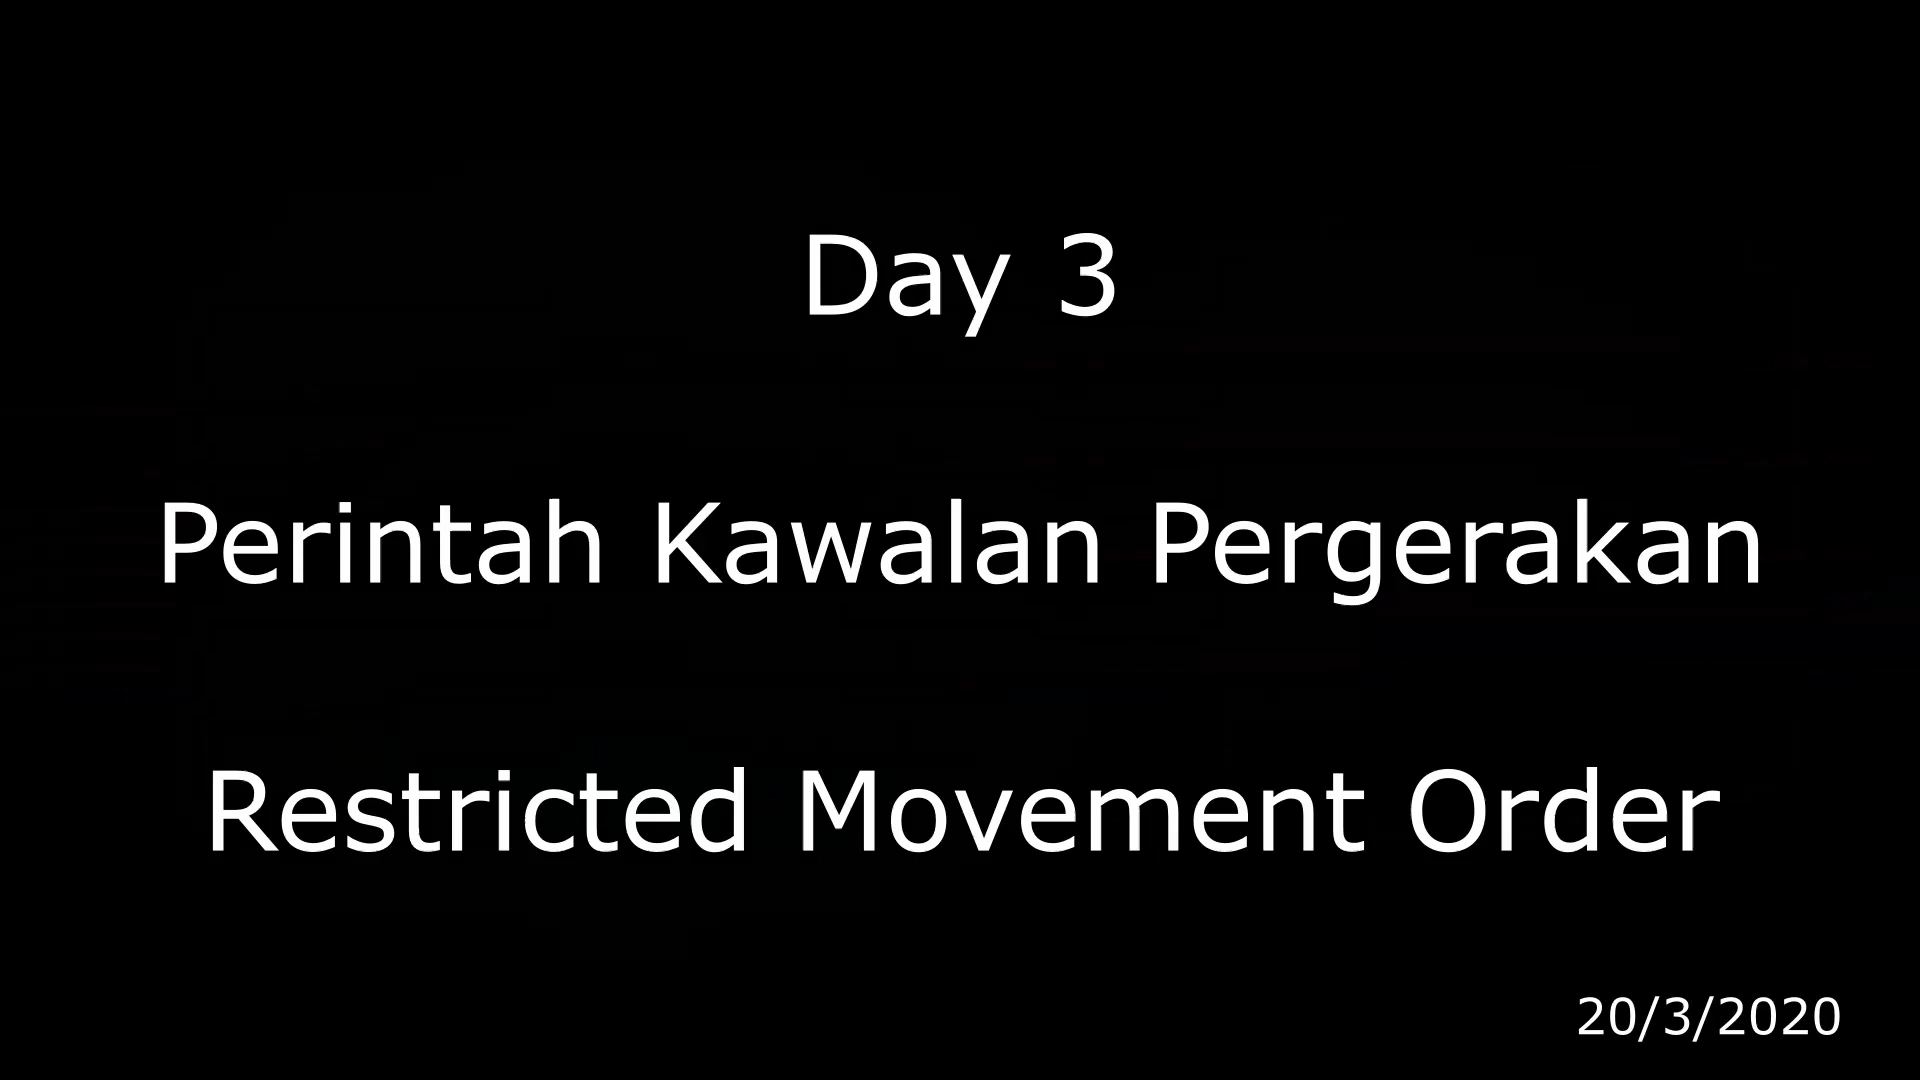 Day 3
Perintah Kawalan Pergerakan
Restricted Movement Order
20/3/2020